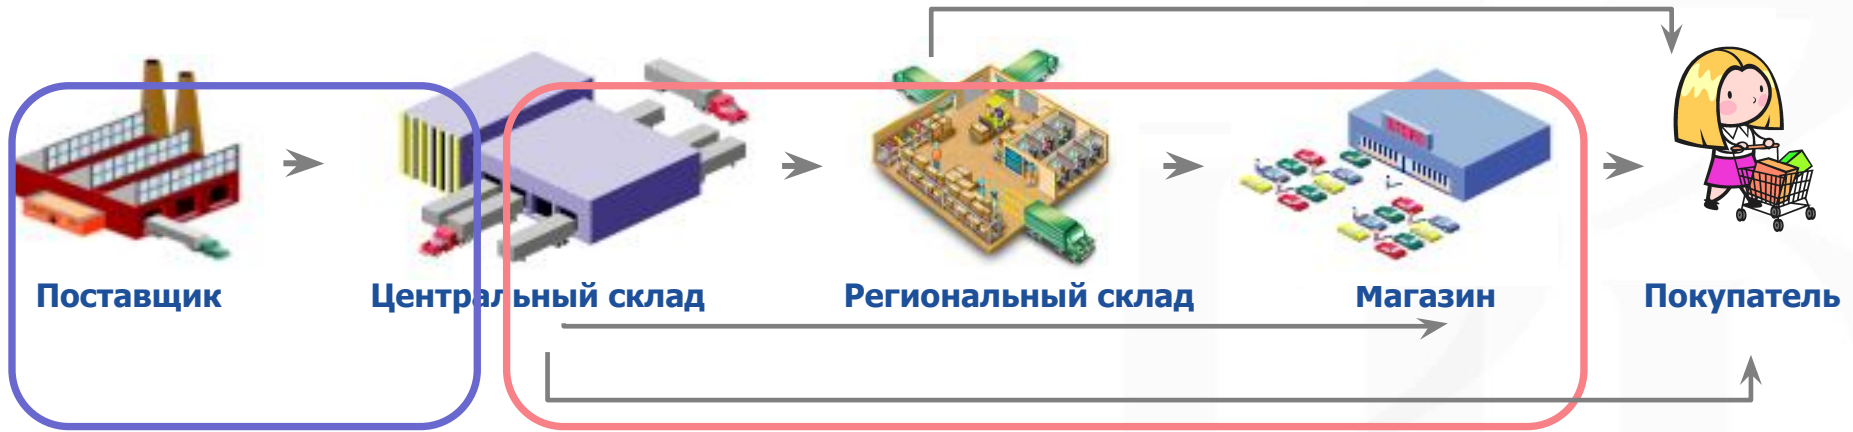 Поставщик
Центральный склад
Региональный склад
Магазин
Покупатель